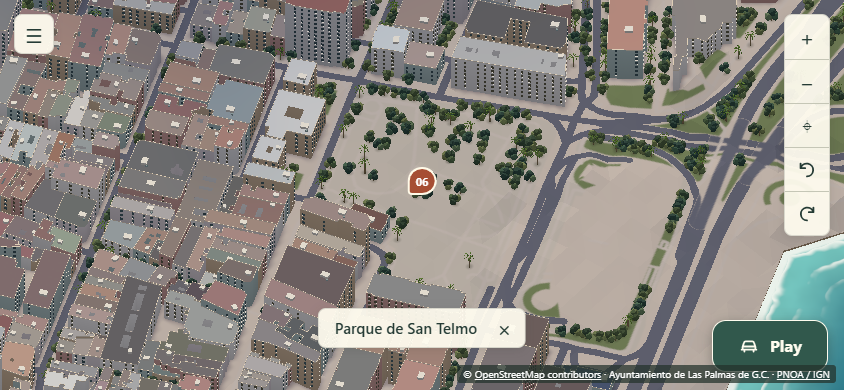 06
Parque de San Telmo
Play
© OpenStreetMap contributors · Ayuntamiento de Las Palmas de G.C. · PNOA / IGN